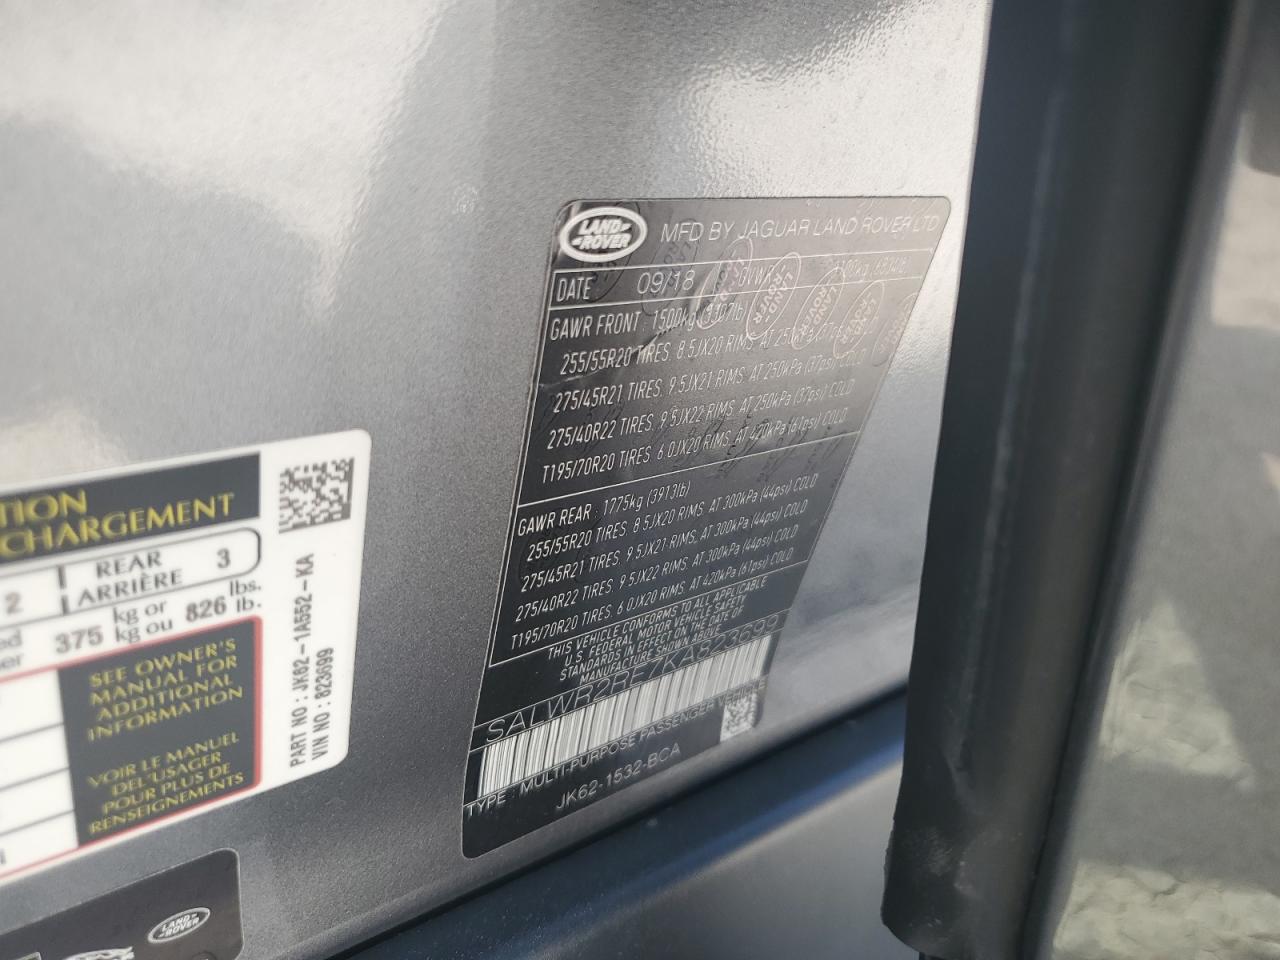 TION
CHARGEMENT
2
REAR
ARRIÈRE
3
375 kg or
kg ou 826 lbs.
lb.
SEE OWNER'S
MANUAL FOR
ADDITIONAL
INFORMATION
VOIR LE MANUEL
DE L'USAGER
POUR PLUS DE
RENSEIGNEMENTS
PART NO : JK62-1A552-KA
VIN NO : 823699
LAND-
-ROVER
LAND-
-ROVER
MFD BY JAGUAR LAND ROVER LTD
DATE 09/18 GVWR
GAWR FRONT : 1500kg (3307lb)
255/55R20 TIRES. 8.5JX20 RIMS. AT 250kPa (37psi) COLD
275/45R21 TIRES. 9.5JX21 RIMS. AT 250kPa (37psi) COLD
275/40R22 TIRES. 9.5JX22 RIMS. AT 250kPa (37psi) COLD
T195/70R20 TIRES. 6.0JX20 RIMS. AT 420kPa (61psi) COLD
GAWR REAR : 1775kg (3913lb)
255/55R20 TIRES. 8.5JX20 RIMS. AT 300kPa (44psi) COLD
275/45R21 TIRES. 9.5JX21 RIMS. AT 300kPa (44psi) COLD
275/40R22 TIRES. 9.5JX22 RIMS. AT 300kPa (44psi) COLD
T195/70R20 TIRES. 6.0JX20 RIMS. AT 420kPa (61psi) COLD
THIS VEHICLE CONFORMS TO ALL APPLICABLE
U.S. FEDERAL MOTOR VEHICLE SAFETY
STANDARDS IN EFFECT ON THE DATE OF
MANUFACTURE SHOWN ABOVE
SALWR2RE7KA823699
TYPE : MULTI-PURPOSE PASSENGER VEHICLE
JK62-1532-BCA